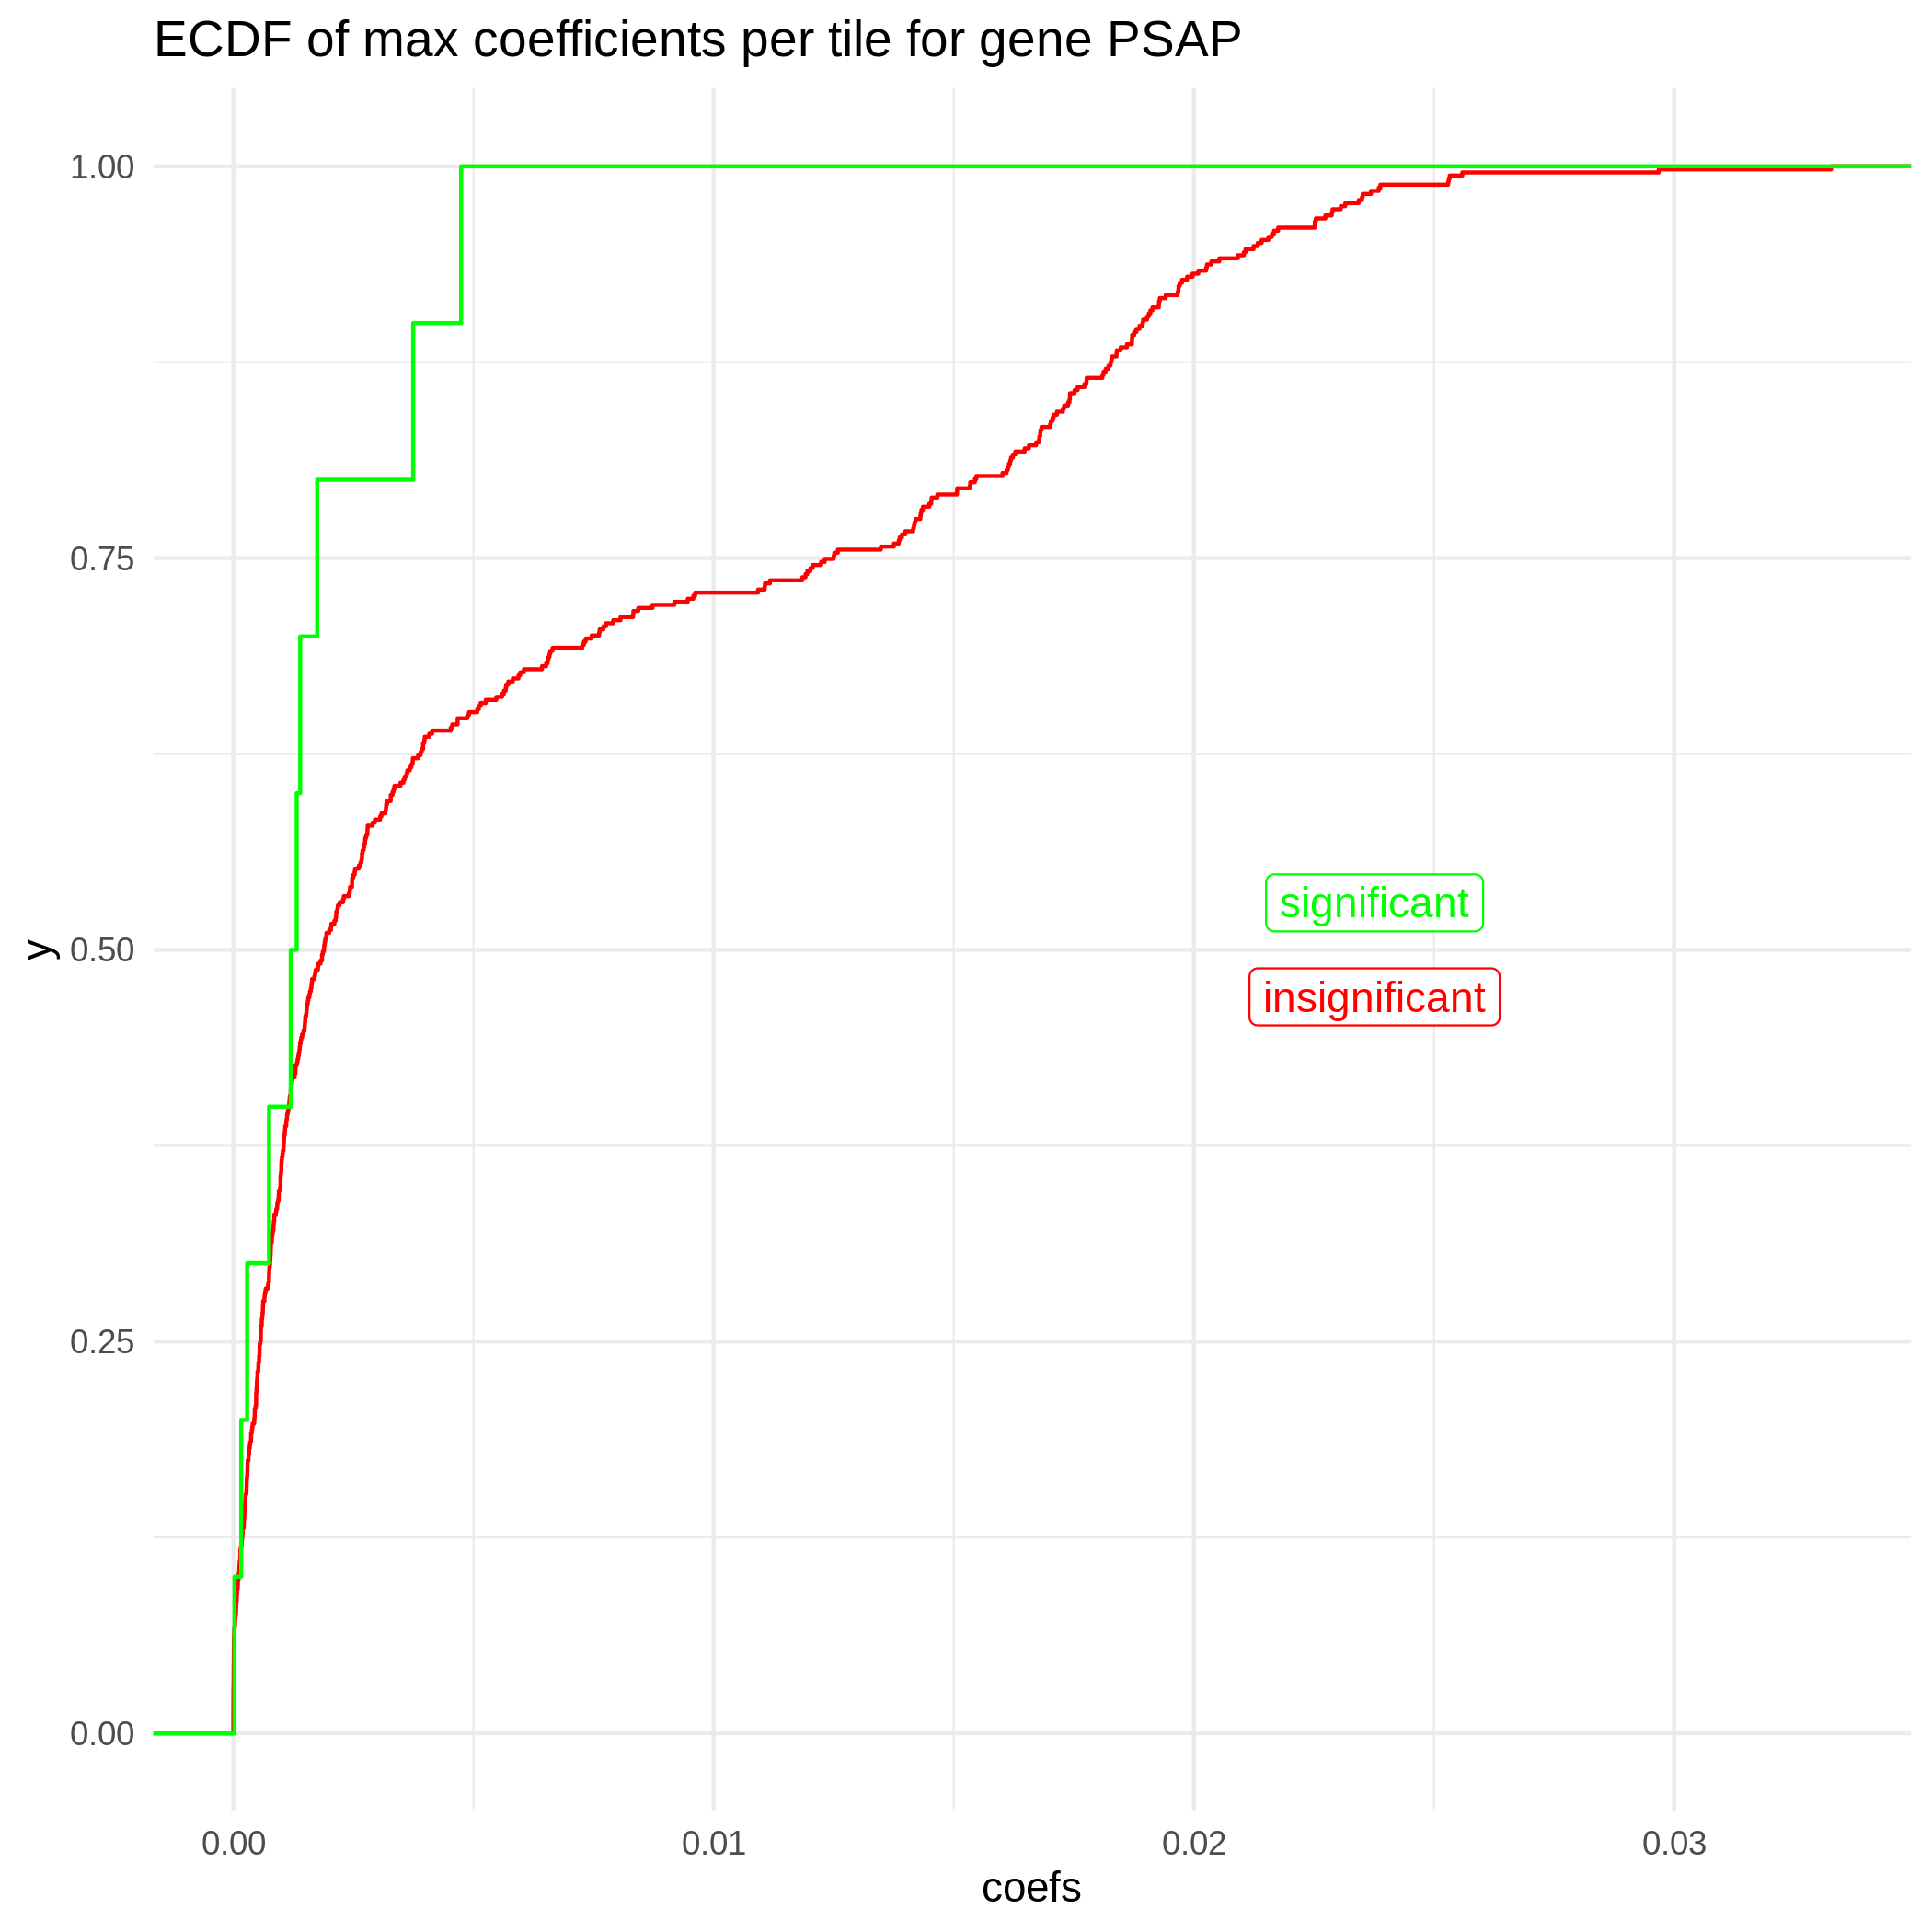 ECDF of max coefficients per tile for gene PSAP
1.00
0.75
0.50
0.25
0.00
y
significant
insignificant
0.00 0.01 0.02 0.03
coefs